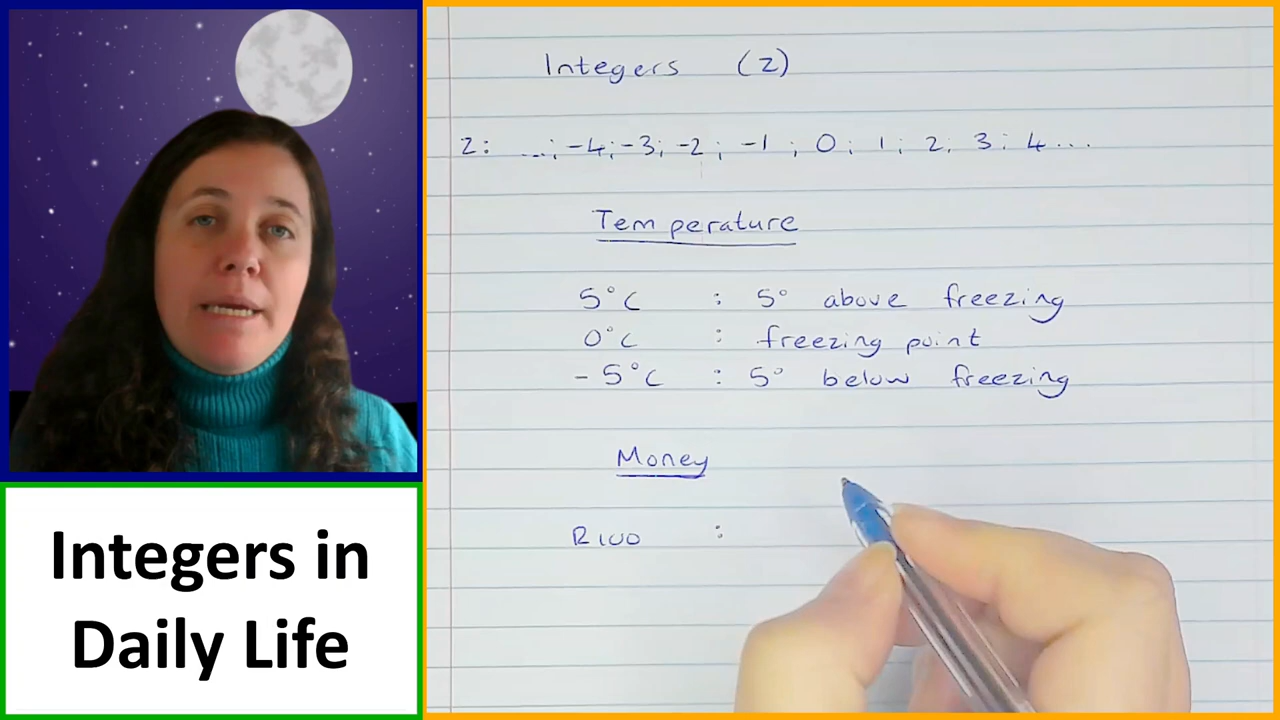 Integers in
Daily Life
Integers (Z)
Z: ...; -4; -3; -2; -1; 0; 1; 2; 3; 4...
Temperature
5°C : 5° above freezing
0°C : freezing point
-5°C : 5° below freezing
Money
R100 :